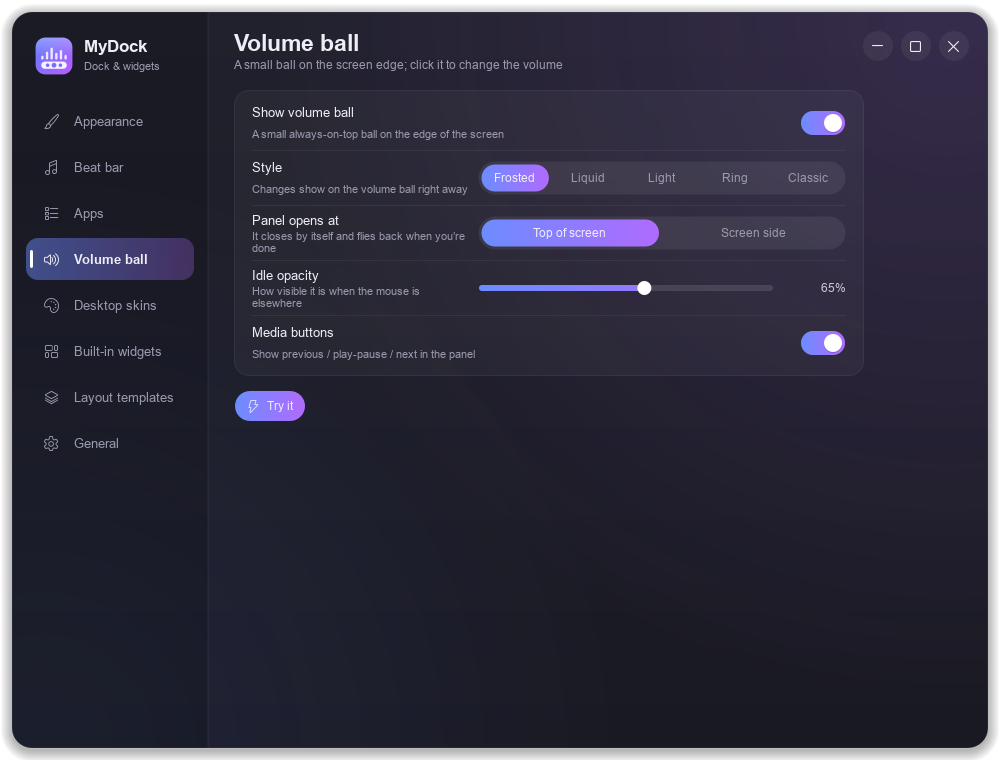 MyDock
Dock & widgets
Appearance
Beat bar
Apps
Volume ball
Desktop skins
Built-in widgets
Layout templates
General
Volume ball
A small ball on the screen edge; click it to change the volume
Show volume ball
A small always-on-top ball on the edge of the screen
Style
Changes show on the volume ball right away
Frosted
Liquid
Light
Ring
Classic
Panel opens at
It closes by itself and flies back when you're
done
Top of screen
Screen side
Idle opacity
How visible it is when the mouse is
elsewhere
65%
Media buttons
Show previous / play-pause / next in the panel
Try it